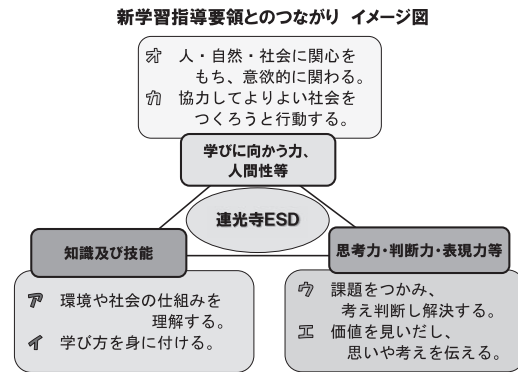 新学習指導要領とのつながり イメージ図
オ 人・自然・社会に関心を
もち、意欲的に関わる。
カ 協力してよりよい社会を
つくろうと行動する。
学びに向かう力、
人間性等
連光寺ESD
知識及び技能
ア 環境や社会の仕組みを
理解する。
イ 学び方を身に付ける。
思考力・判断力・表現力等
ウ 課題をつかみ、
考え判断し解決する。
エ 価値を見いだし、
思いや考えを伝える。